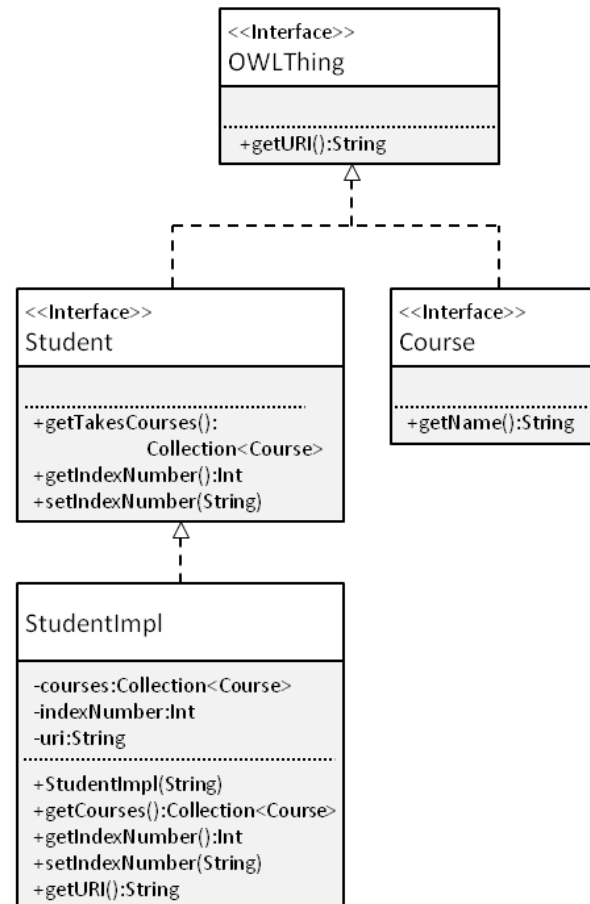 <<Interface>>
OWLThing
+getURI():String
<<Interface>>
Student
+getTakesCourses():
Collection<Course>
+getIndexNumber():Int
+setIndexNumber(String)
<<Interface>>
Course
+getName():String
StudentImpl
-courses:Collection<Course>
-indexNumber:Int
-uri:String
+StudentImpl(String)
+getCourses():Collection<Course>
+getIndexNumber():Int
+setIndexNumber(String)
+getURI():String